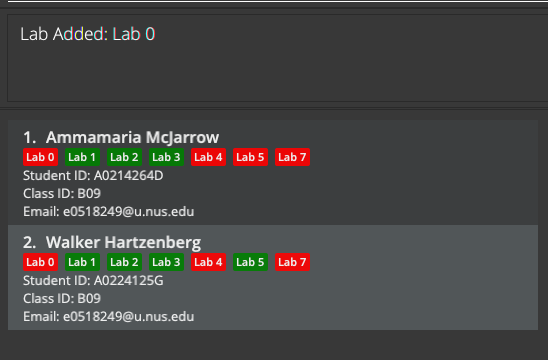 Lab Added: Lab 0
1. Ammamaria McJarrow
Lab 0 Lab 1 Lab 2 Lab 3 Lab 4 Lab 5 Lab 7
Student ID: A0214264D
Class ID: B09
Email: e0518249@u.nus.edu
2. Walker Hartzenberg
Lab 0 Lab 1 Lab 2 Lab 3 Lab 4 Lab 5 Lab 7
Student ID: A0224125G
Class ID: B09
Email: e0518249@u.nus.edu